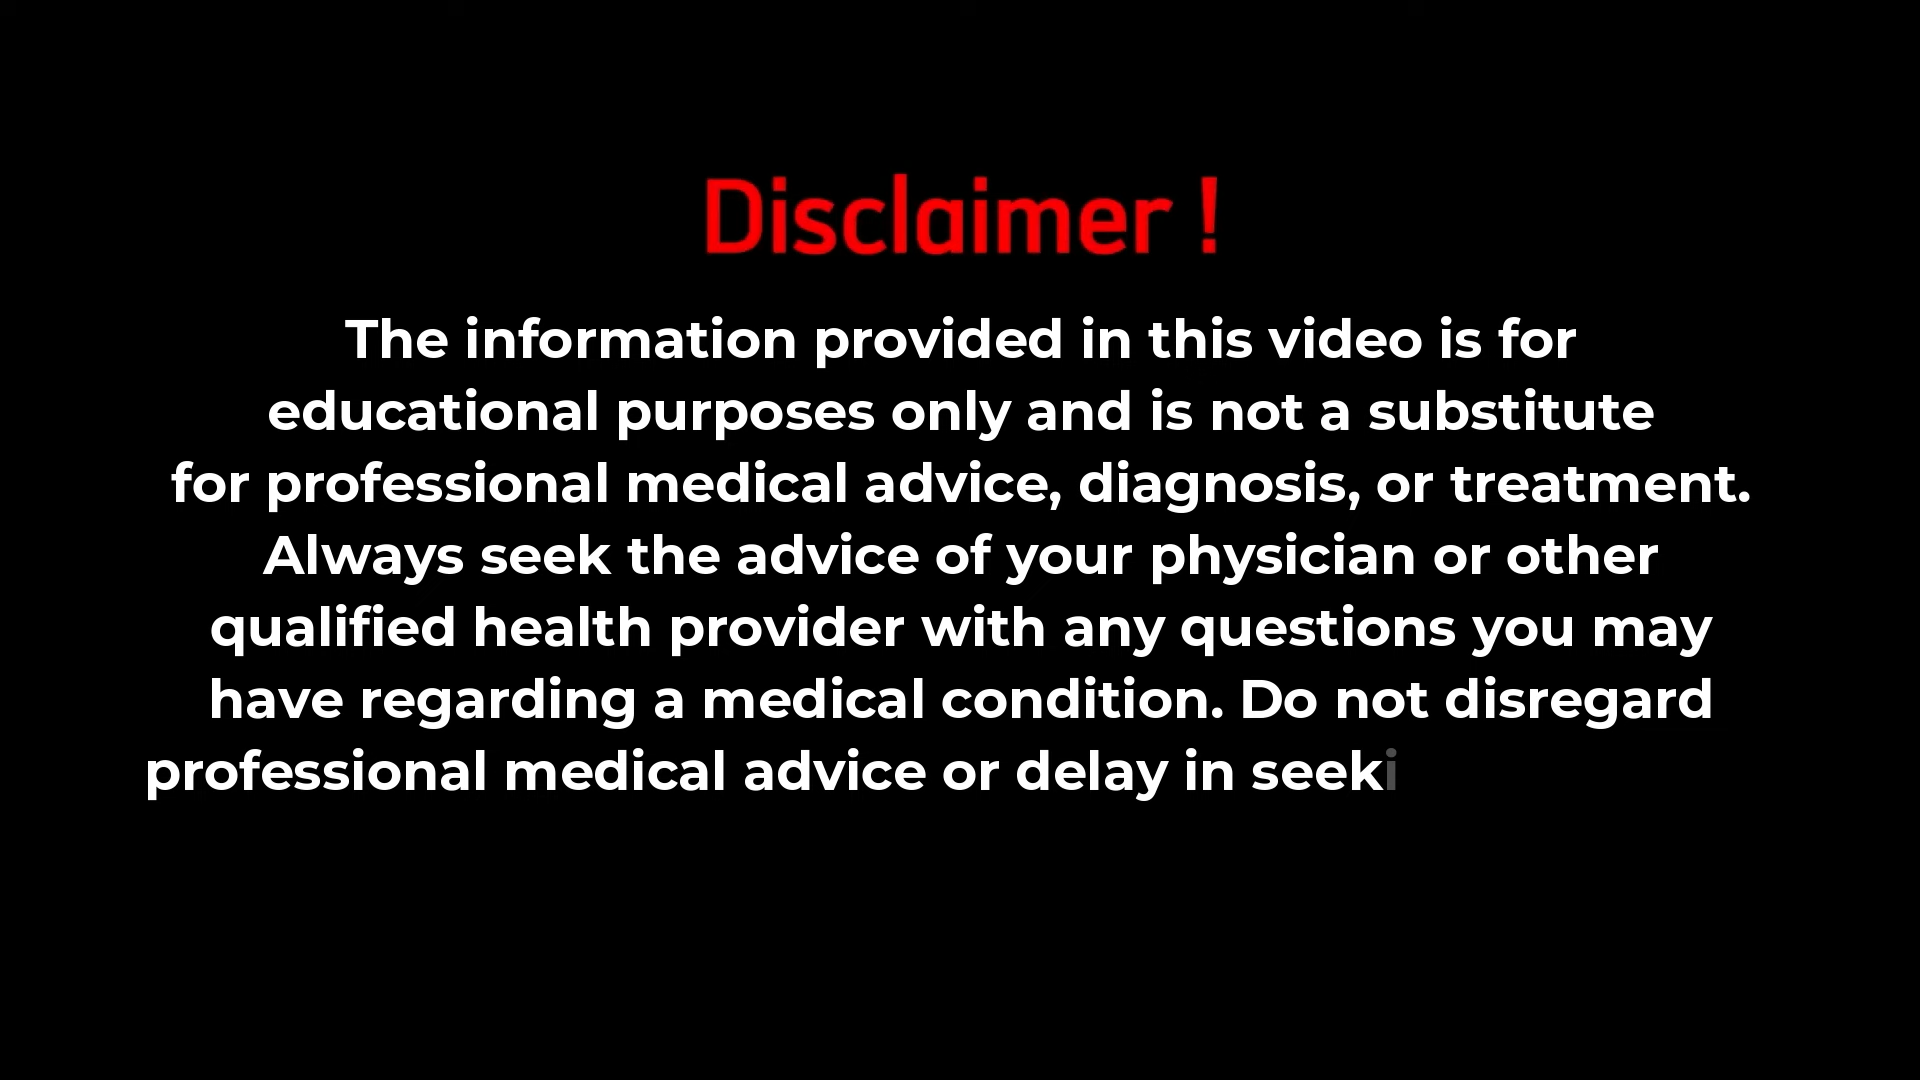 Disclaimer !
The information provided in this video is for
educational purposes only and is not a substitute
for professional medical advice, diagnosis, or treatment.
Always seek the advice of your physician or other
qualified health provider with any questions you may
have regarding a medical condition. Do not disregard
professional medical advice or delay in seeki